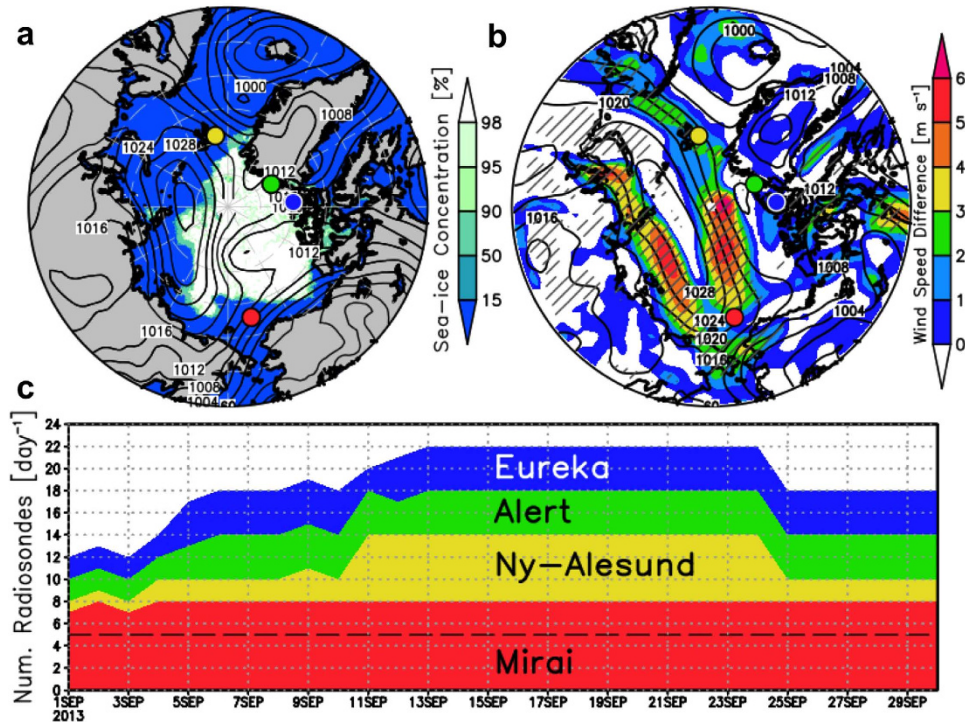 a
b
1000
1008
1024
1028
1012
1016
1012
1016
1012
1008
1004
60
98
95
90
50
15
Sea-ice Concentration [%]
1000
1004
1008
1012
1020
1012
1016
1008
1028
1004
1024
1020
1016
60
6
5
4
3
2
1
0
Wind Speed Difference [m s⁻¹]
c
24
22
20
18
16
14
12
10
8
6
4
2
0
Num. Radiosondes [day⁻¹]
Eureka
Alert
Ny-Alesund
Mirai
1SEP
2013
3SEP
5SEP
7SEP
9SEP
11SEP
13SEP
15SEP
17SEP
19SEP
21SEP
23SEP
25SEP
27SEP
29SEP